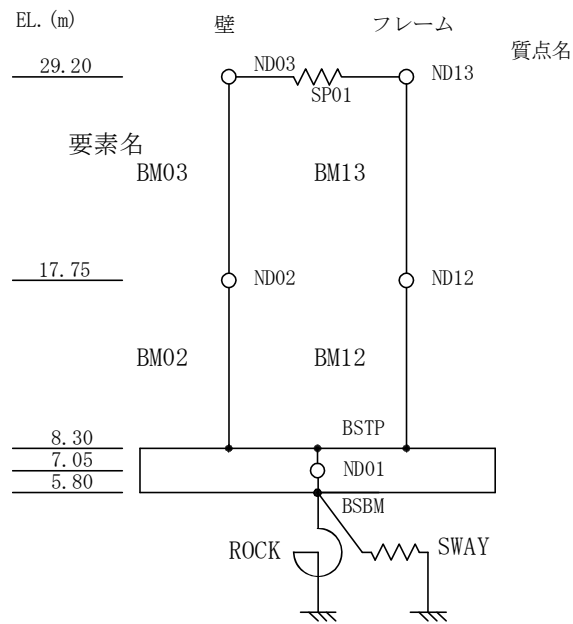 EL.(m)
壁
フレーム
質点名
29.20
ND03
ND13
SP01
要素名
BM03
BM13
17.75
ND02
ND12
BM02
BM12
8.30
BSTP
7.05
ND01
5.80
BSBM
ROCK
SWAY